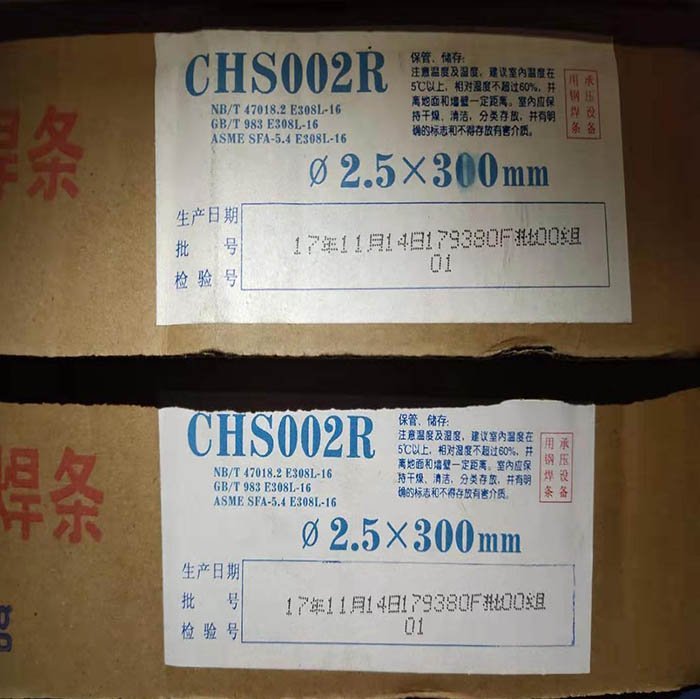 焊条
CHS002R
NB/T 47018.2 E308L-16
GB/T 983 E308L-16
ASME SFA-5.4 E308L-16
保管、储存:
注意温度及湿度，建议室内温度在
5℃以上，相对湿度不超过60%，并
离地面和墙壁一定距离。室内应保
持干燥、清洁，分类存放，并有明
确的标志和不得存放有害介质。
承压设备
用钢焊条
φ 2.5×300mm
生产日期
批 号
检验号
17年11月14日179380F批00组
01
焊条
CHS002R
NB/T 47018.2 E308L-16
GB/T 983 E308L-16
ASME SFA-5.4 E308L-16
保管、储存:
注意温度及湿度，建议室内温度在
5℃以上，相对湿度不超过60%，并
离地面和墙壁一定距离。室内应保
持干燥、清洁，分类存放，并有明
确的标志和不得存放有害介质。
承压设备
用钢焊条
φ 2.5×300mm
生产日期
批 号
检验号
17年11月14日179380F批00组
01